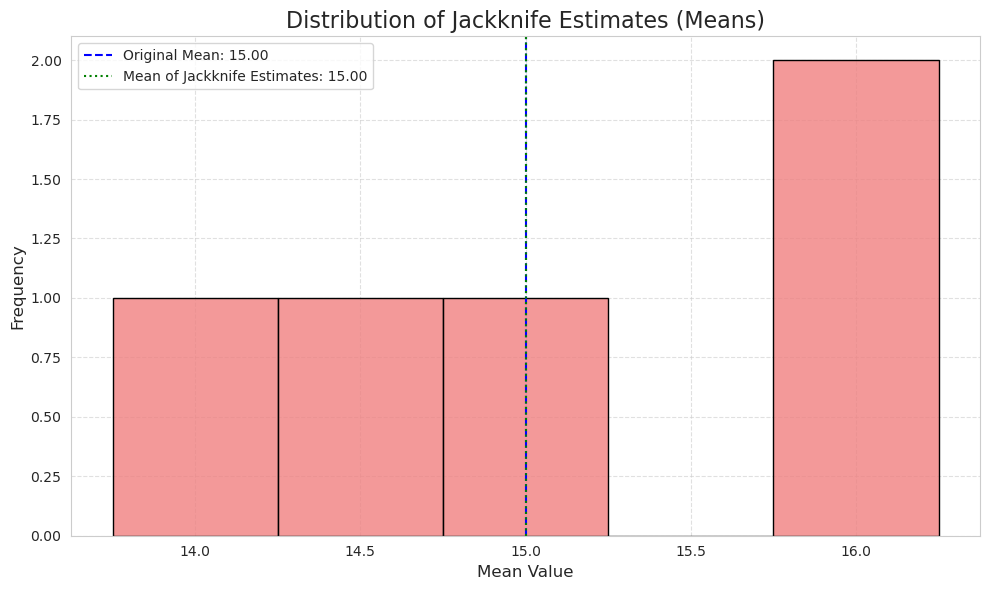 Distribution of Jackknife Estimates (Means)
Original Mean: 15.00
Mean of Jackknife Estimates: 15.00
Frequency
2.00
1.75
1.50
1.25
1.00
0.75
0.50
0.25
0.00
14.0 14.5 15.0 15.5 16.0
Mean Value